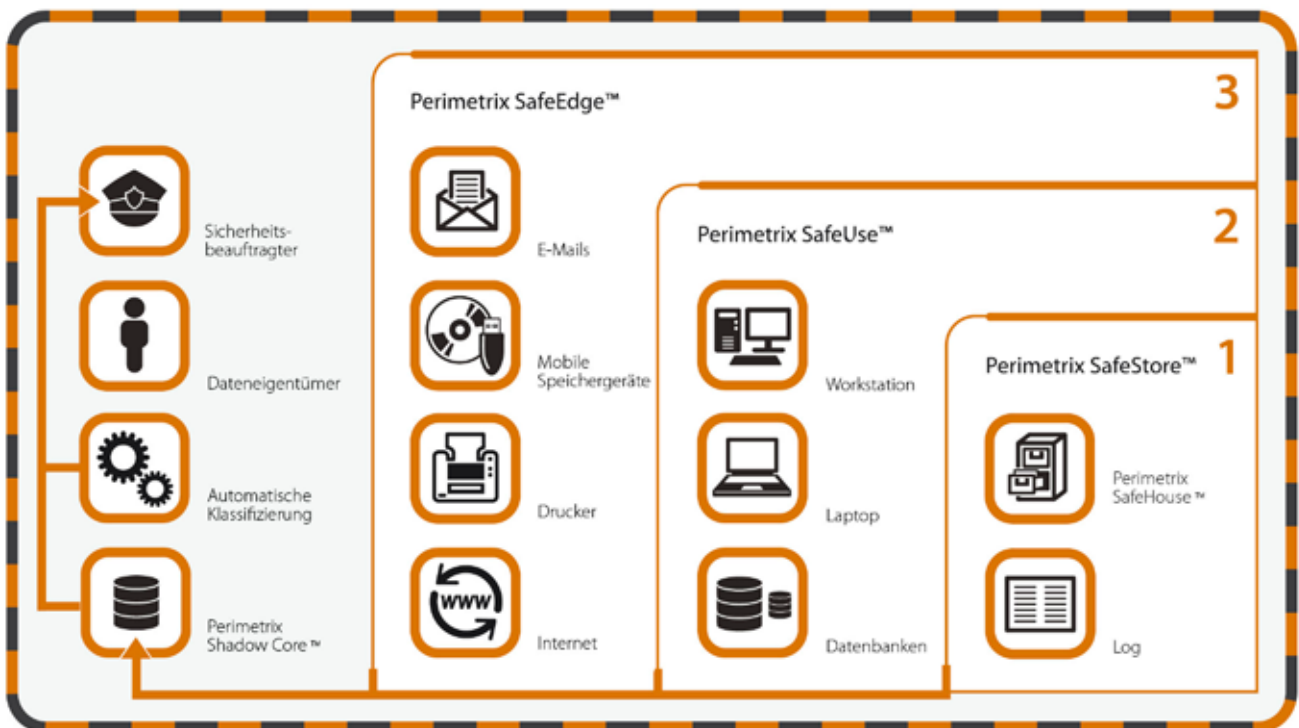 3
Perimetrix SafeEdge™
2
Perimetrix SafeUse™
1
Perimetrix SafeStore™
Sicherheits-
beauftragter
Dateneigentümer
Automatische
Klassifizierung
Perimetrix
Shadow Core™
E-Mails
Mobile
Speichergeräte
Drucker
www
Internet
Workstation
Laptop
Datenbanken
Perimetrix
SafeHouse™
Log